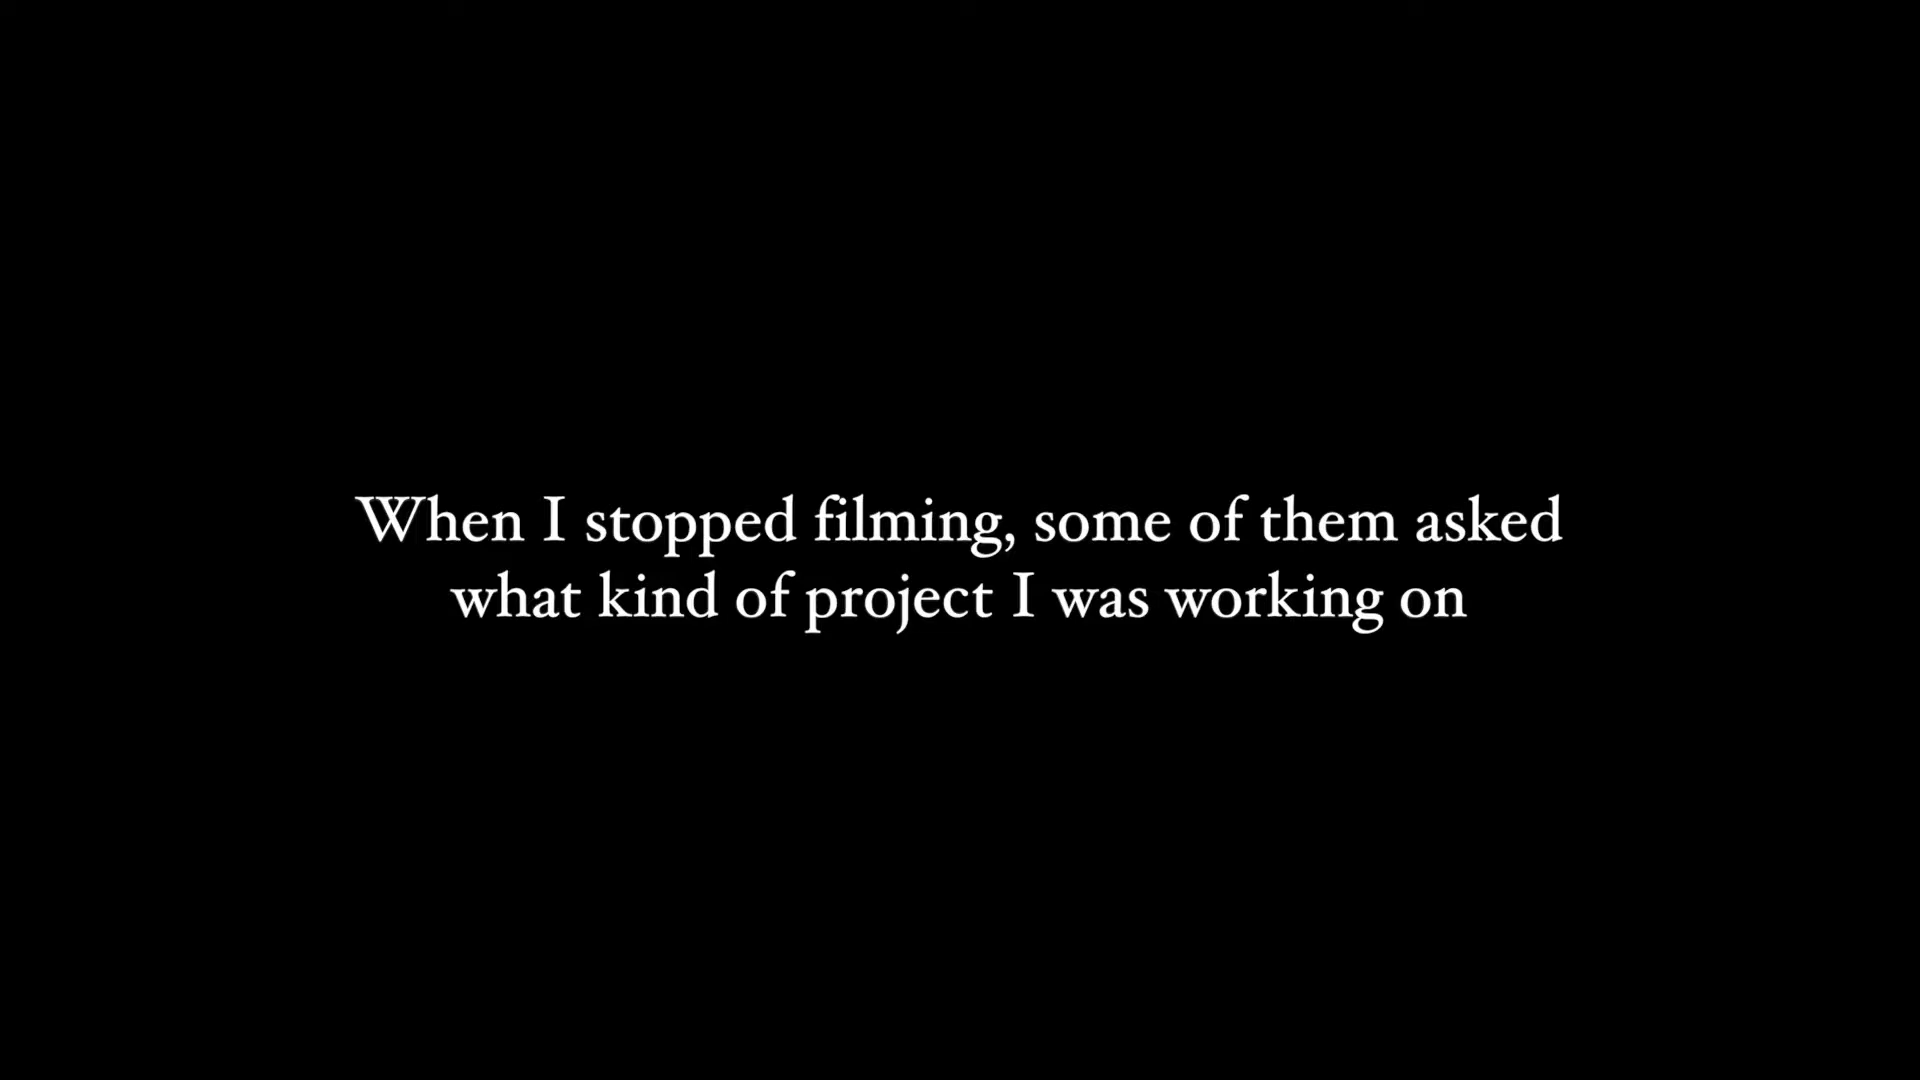 When I stopped filming, some of them asked
what kind of project I was working on